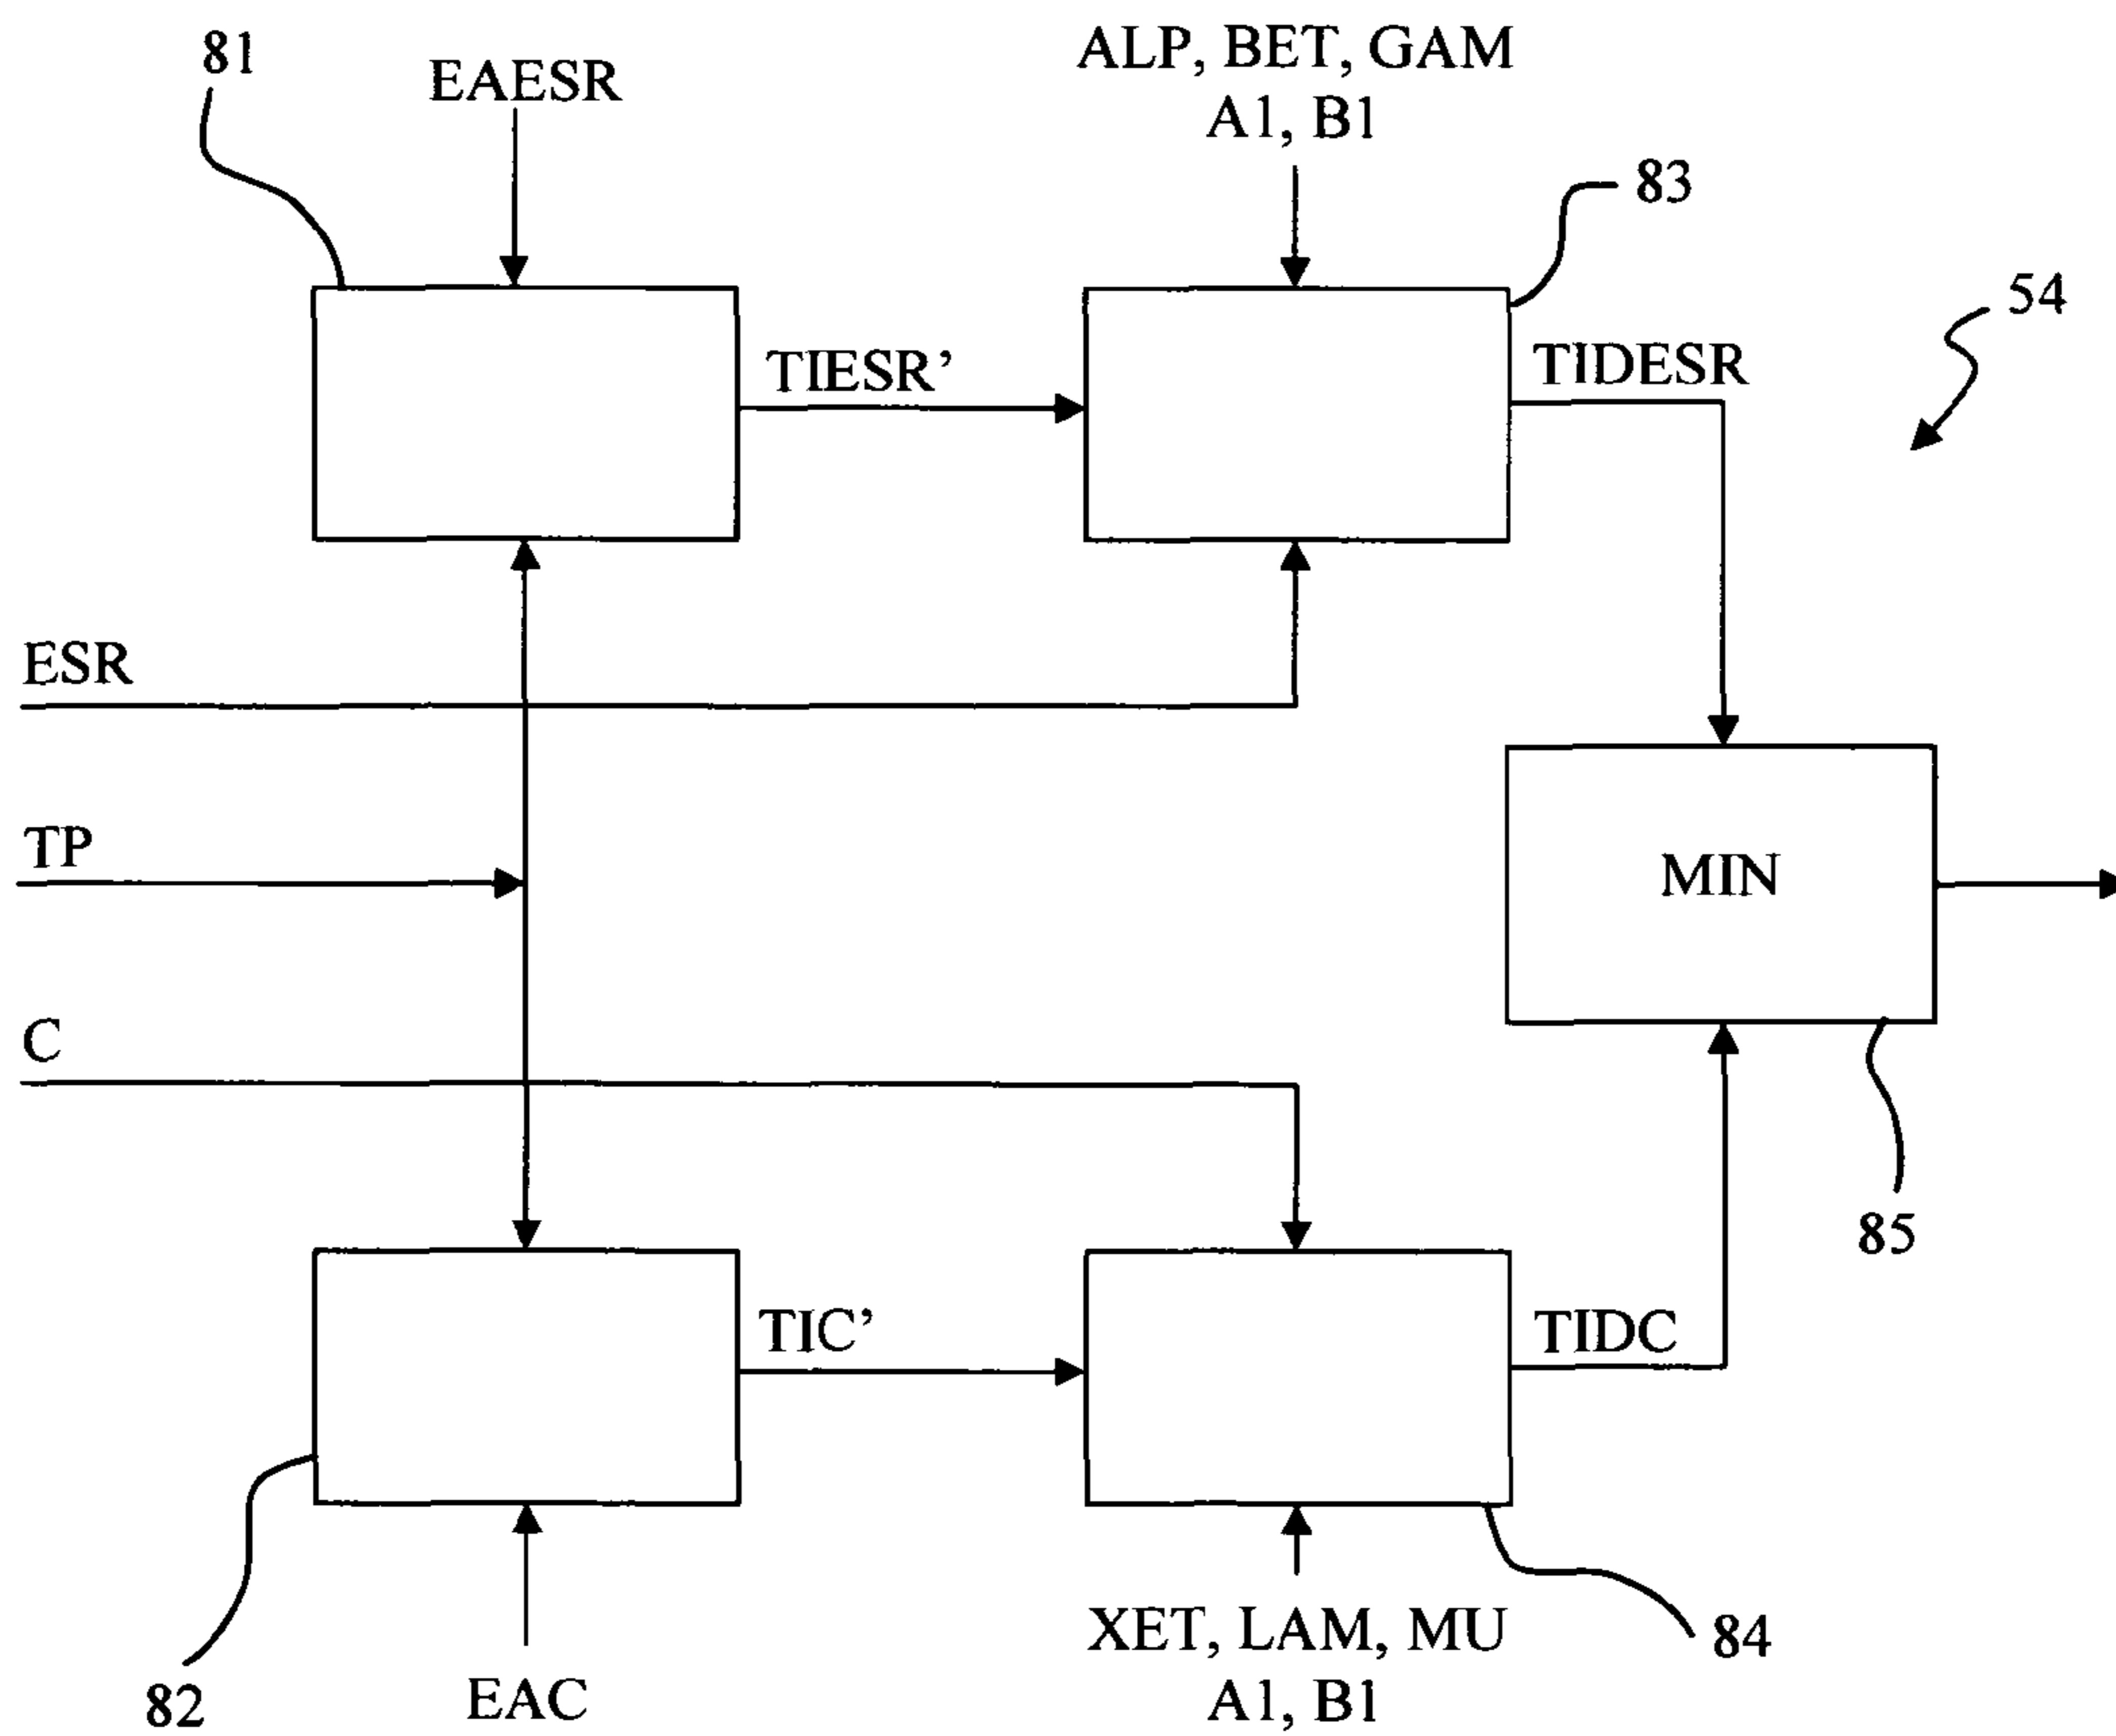 81
EAESR
ALP, BET, GAM
A1, B1
83
54
TIESR’
TIDESR
ESR
TP
MIN
C
85
TIC’
TIDC
82
EAC
XET, LAM, MU
A1, B1
84